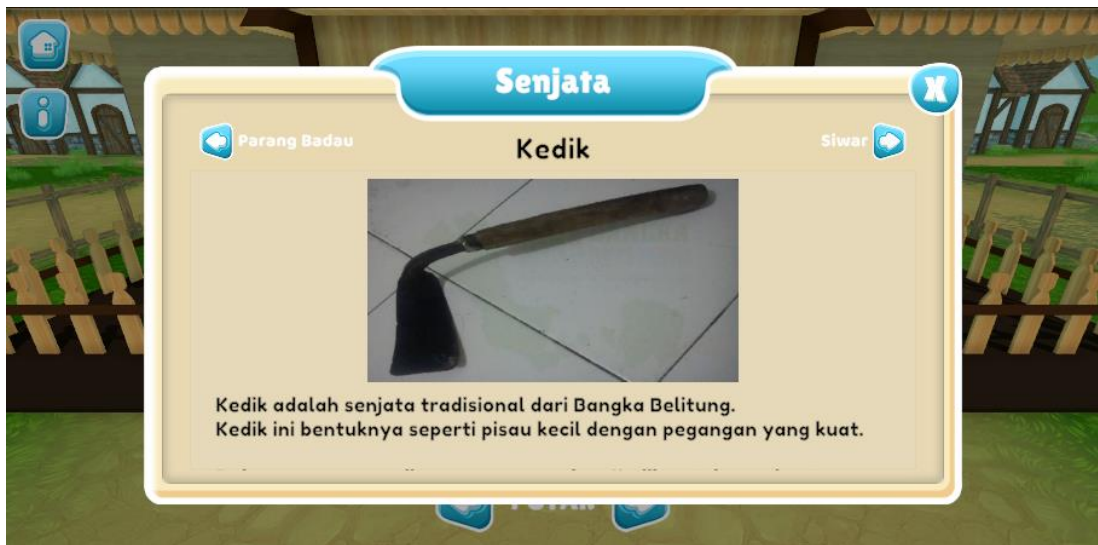 Senjata
X
Parang Badau
Kedik
Siwar
Kedik adalah senjata tradisional dari Bangka Belitung.
Kedik ini bentuknya seperti pisau kecil dengan pegangan yang kuat.